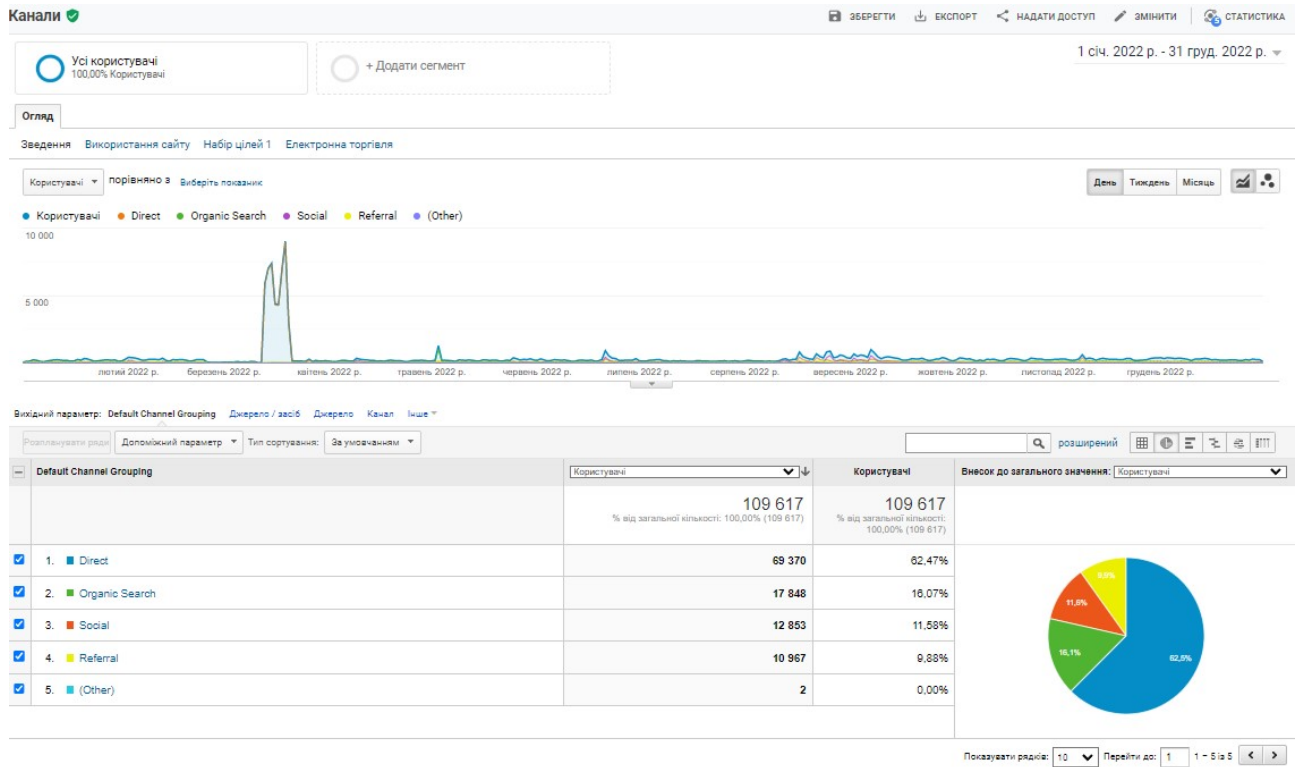 Канали
ЗБЕРЕГТИ ЕКСПОРТ НАДАТИ ДОСТУП ЗМІНИТИ СТАТИСТИКА
Усі користувачі
100,00% Користувачі
+ Додати сегмент
1 січ. 2022 р. - 31 груд. 2022 р.
Огляд
Зведення Використання сайту Набір цілей 1 Електронна торгівля
Користувачі порівняно з Виберіть показник
День Тиждень Місяць
Користувачі Direct Organic Search Social Referral (Other)
10 000
5 000
лютий 2022 р. березень 2022 р. квітень 2022 р. травень 2022 р. червень 2022 р. липень 2022 р. серпень 2022 р. вересень 2022 р. жовтень 2022 р. листопад 2022 р. грудень 2022 р.
Вихідний параметр: Default Channel Grouping Джерело / засіб Джерело Канал Інше
Розпланувати ряди Допоміжний параметр Тип сортування: За умовчанням розширений
Default Channel Grouping Користувачі Користувачі Внесок до загального значення: Користувачі
109 617 109 617
% від загальної кількості: 100,00% (109 617) % від загальної кількості: 100,00% (109 617)
1. Direct 69 370 62,47%
2. Organic Search 17 848 16,07%
3. Social 12 853 11,58%
4. Referral 10 967 9,88%
5. (Other) 2 0,00%
9,9%
11,6%
16,1%
62,5%
Показувати рядків: 10 Перейти до: 1 1 – 5 із 5